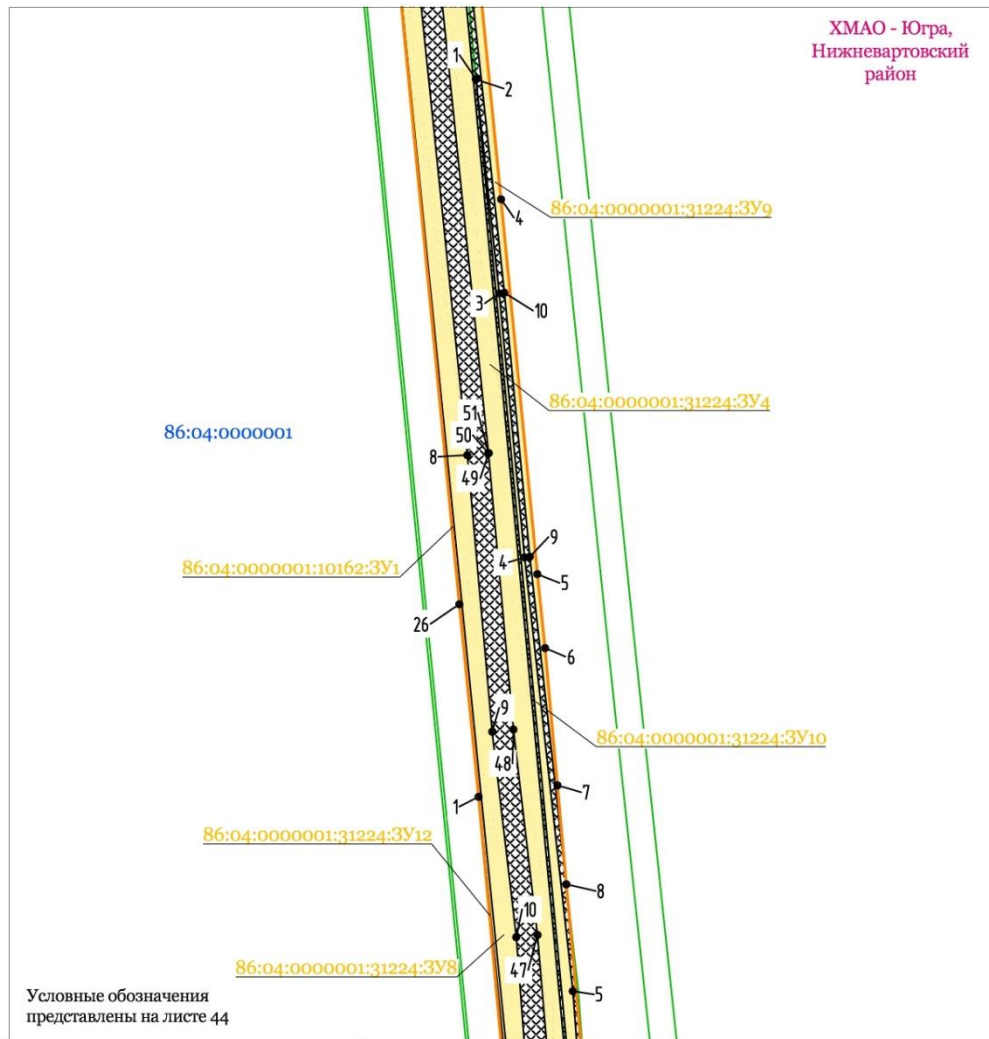 ХМАО - Югра,
Нижневартовский
район
1
2
86:04:0000001:31224:ЗУ9
4
3
10
86:04:0000001:31224:ЗУ4
51
50
86:04:0000001
8
49
9
4
5
86:04:0000001:10162:ЗУ1
26
6
9
86:04:0000001:31224:ЗУ10
48
7
1
86:04:0000001:31224:ЗУ12
8
10
47
86:04:0000001:31224:ЗУ8
5
Условные обозначения
представлены на листе 44